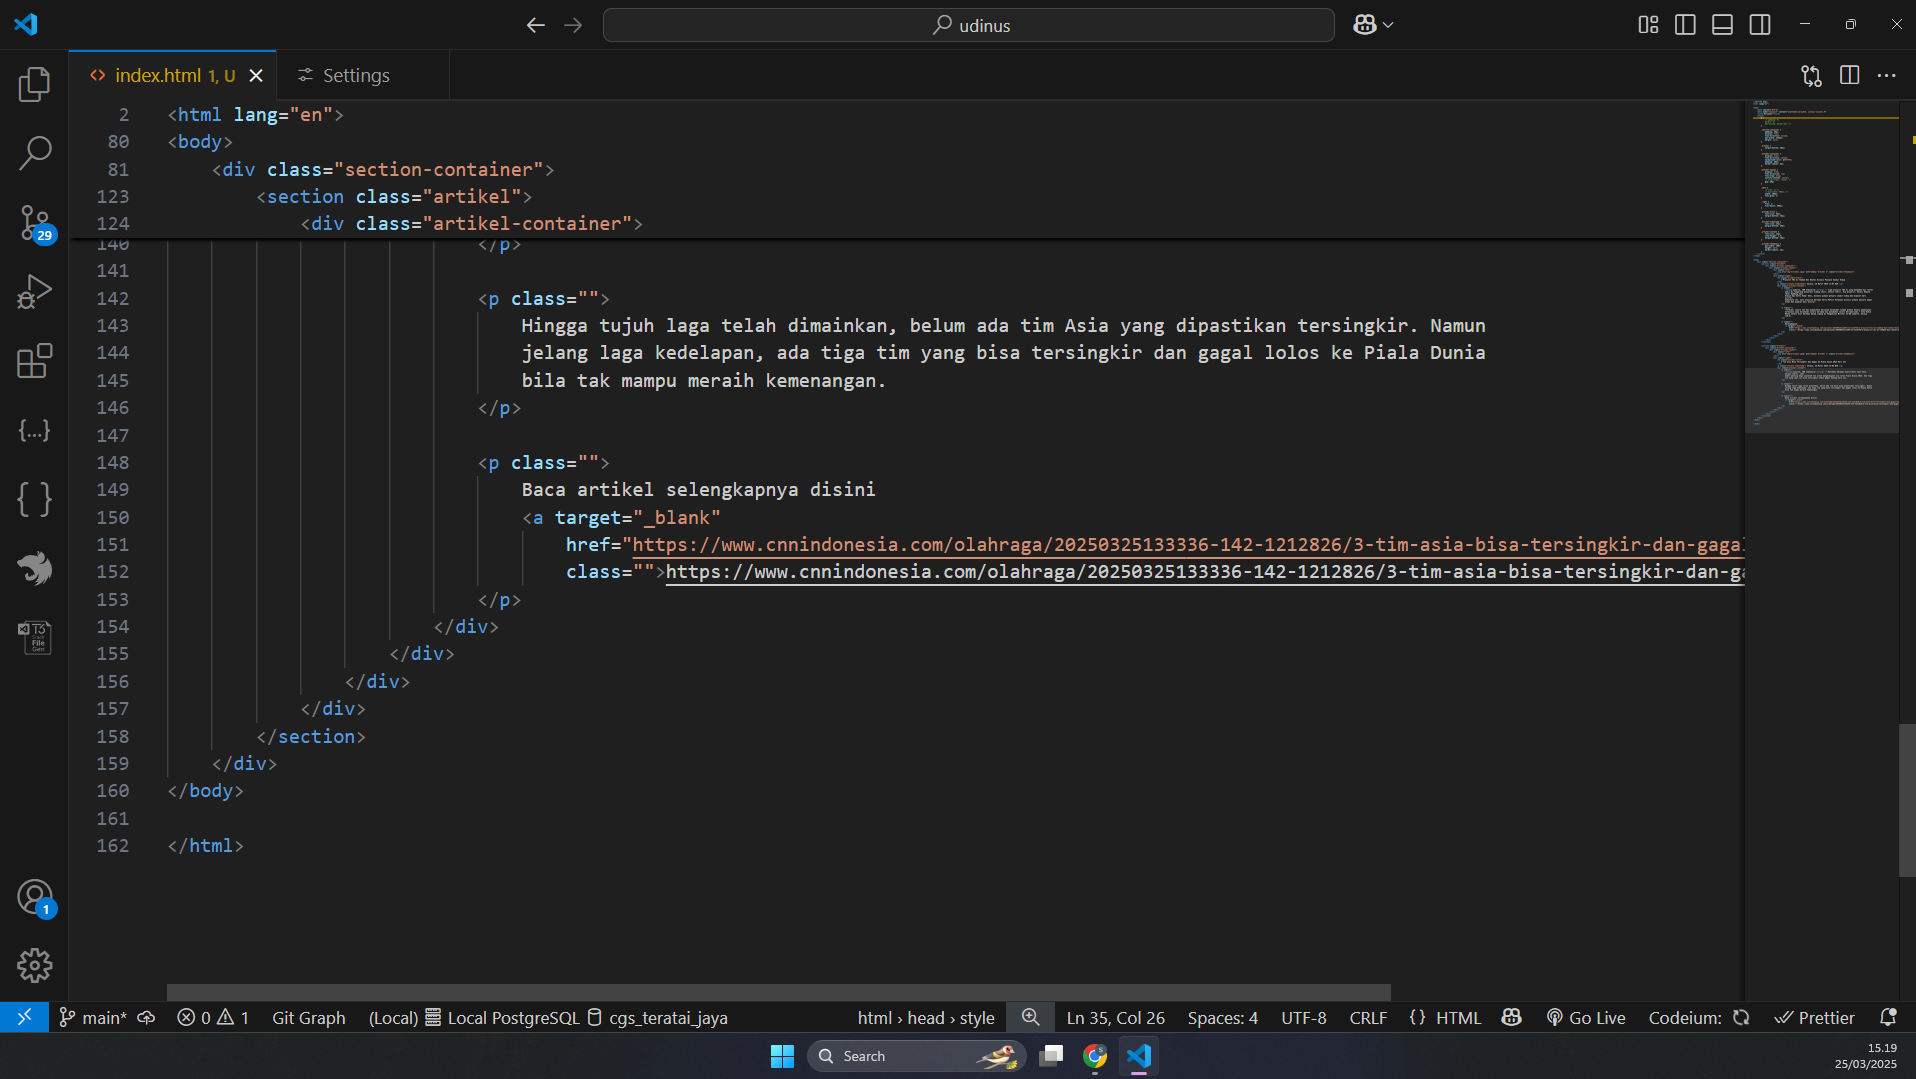 udinus
index.html 1, U
Settings
2 <html lang="en">
80 <body>
81 <div class="section-container">
123 <section class="artikel">
124 <div class="artikel-container">
140 </p>
141
142 <p class="">
143 Hingga tujuh laga telah dimainkan, belum ada tim Asia yang dipastikan tersingkir. Namun
144 jelang laga kedelapan, ada tiga tim yang bisa tersingkir dan gagal lolos ke Piala Dunia
145 bila tak mampu meraih kemenangan.
146 </p>
147
148 <p class="">
149 Baca artikel selengkapnya disini
150 <a target="_blank"
151 href="https://www.cnnindonesia.com/olahraga/20250325133336-142-1212826/3-tim-asia-bisa-tersingkir-dan-gagal
152 class="">https://www.cnnindonesia.com/olahraga/20250325133336-142-1212826/3-tim-asia-bisa-tersingkir-dan-ga
153 </p>
154 </div>
155 </div>
156 </div>
157 </div>
158 </section>
159 </div>
160 </body>
161
162 </html>
29
{...}
T3
File
Gen
1
main* 0 1 Git Graph (Local) Local PostgreSQL cgs_teratai_jaya html › head › style Ln 35, Col 26 Spaces: 4 UTF-8 CRLF {} HTML Go Live Codeium: Prettier
Search
15.19
25/03/2025